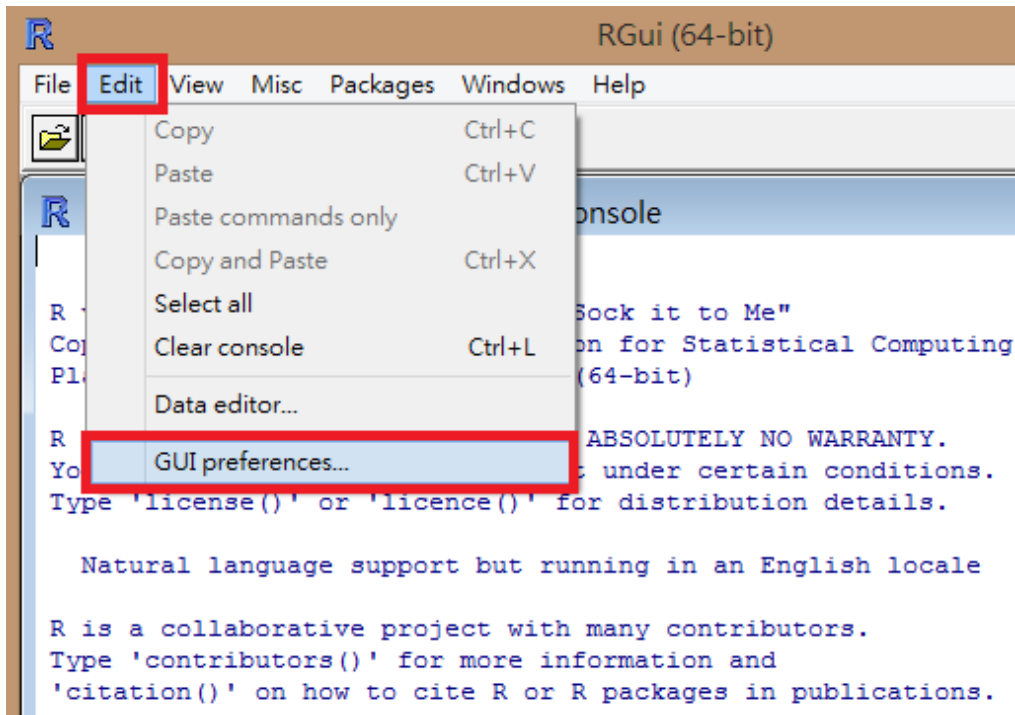 RGui (64-bit)
File Edit View Misc Packages Windows Help
Copy Ctrl+C
Paste Ctrl+V
Paste commands only
Copy and Paste Ctrl+X
Select all
Clear console Ctrl+L
Data editor...
GUI preferences...
R Sock it to Me"
for Statistical Computing
(64-bit)
R ABSOLUTELY NO WARRANTY.
under certain conditions.
Type 'license()' or 'licence()' for distribution details.
Natural language support but running in an English locale
R is a collaborative project with many contributors.
Type 'contributors()' for more information and
'citation()' on how to cite R or R packages in publications.